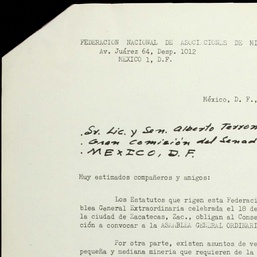 FEDERACION NACIONAL DE ASOCIACIONES DE MI
Av. Juárez 64, Desp. 1012
MEXICO 1, D.F.
México, D. F.,
Sr. Lic. y Sen. Alberto Terron
Gran Comisión del Senad
MEXICO, D.F.
Muy estimados compañeros y amigos:
Los Estatutos que rigen esta Federac
blea General Extraordinaria celebrada el 18 de
la ciudad de Zacatecas, Zac., obligan al Conse
ción a convocar a la ASAMBLEA GENERAL ORDINARI
Por otra parte, existen asuntos de ve
pequeña y mediana minería que requieren de la